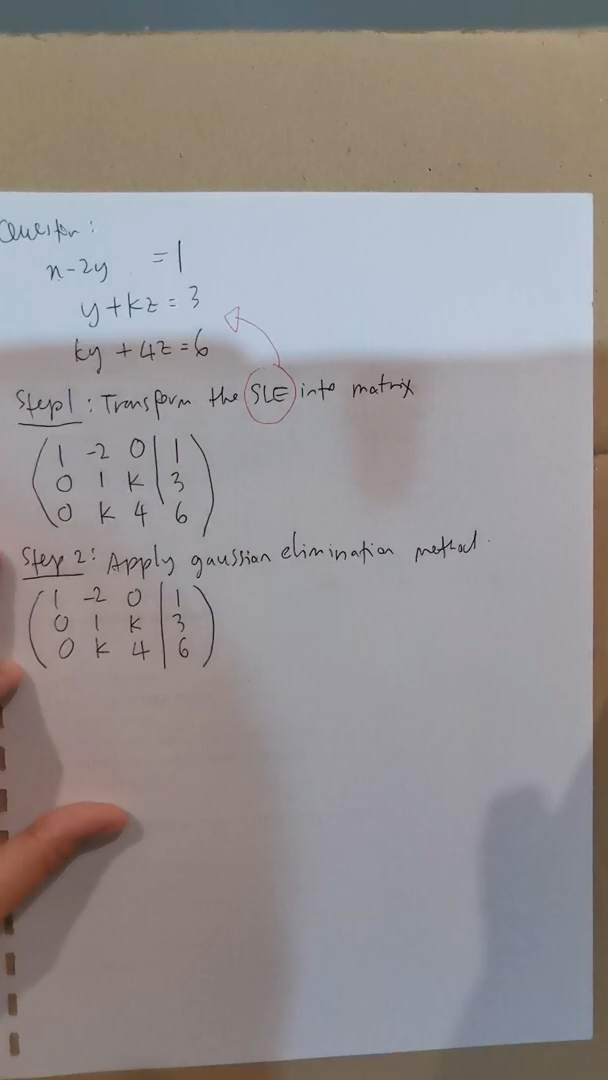 Question:
x-2y = 1
y+kz = 3
ky + 4z = 6
Step 1 : Transform the SLE into matrix
1 -2 0 | 1
0 1 k | 3
0 k 4 6
Step 2 : Apply gaussian elimination method.
1 -2 0 | 1
0 1 k | 3
0 k 4 | 6